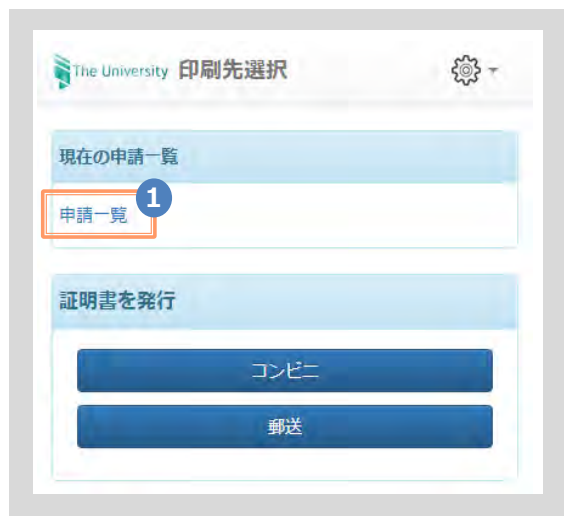 The University 印刷先選択
現在の申請一覧
1
申請一覧
証明書を発行
コンビニ
郵送